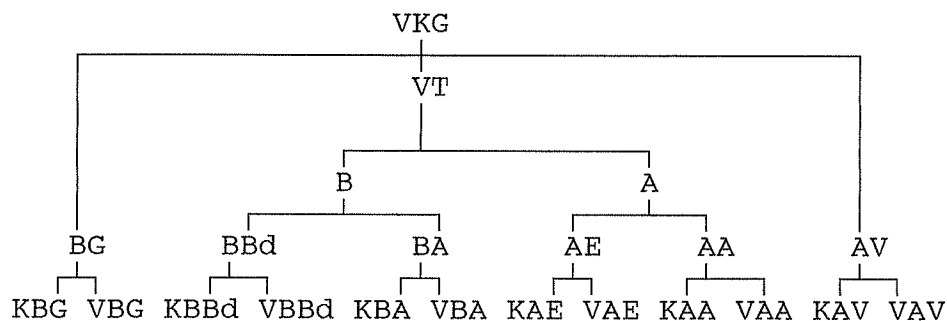 VKG
VT
B A
BG BBd BA AE AA AV
KBG VBG KBBd VBBd KBA VBA KAE VAE KAA VAA KAV VAV